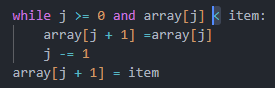 while j >= 0 and array[j] < item:
    array[j + 1] =array[j]
    j -= 1
array[j + 1] = item